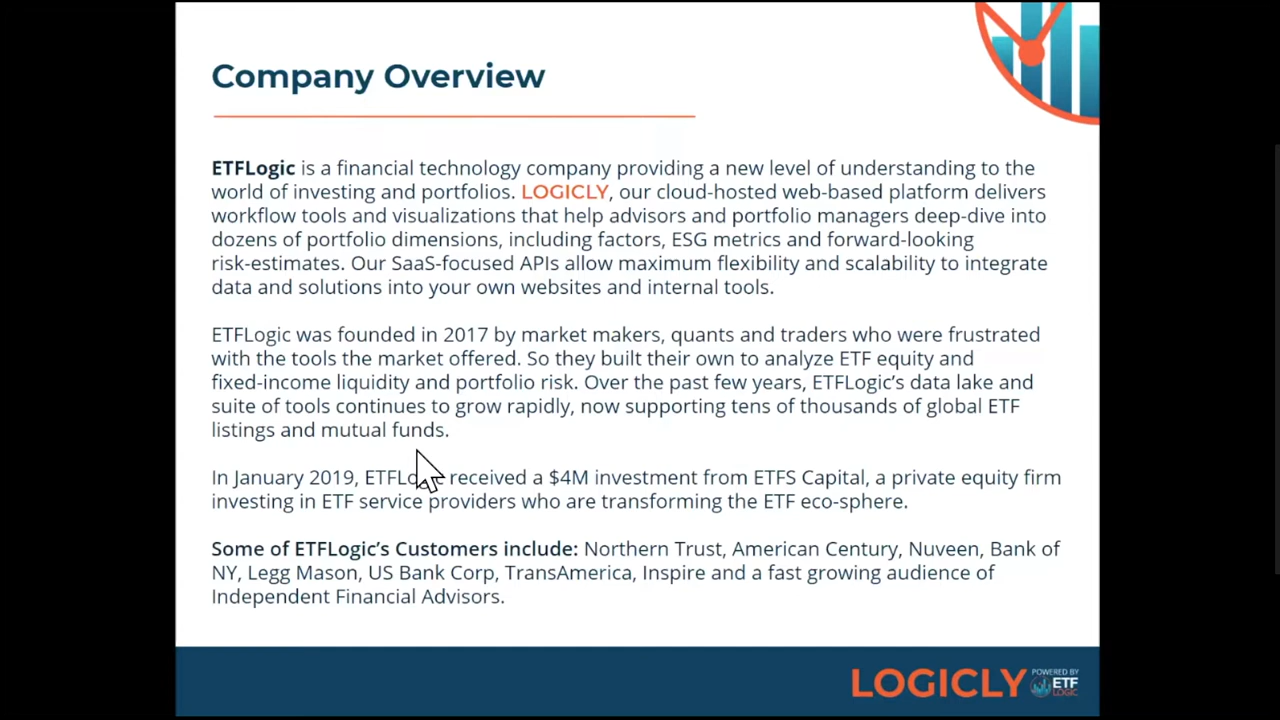 Company Overview
ETFLogic is a financial technology company providing a new level of understanding to the
world of investing and portfolios. LOGICLY, our cloud-hosted web-based platform delivers
workflow tools and visualizations that help advisors and portfolio managers deep-dive into
dozens of portfolio dimensions, including factors, ESG metrics and forward-looking
risk-estimates. Our SaaS-focused APIs allow maximum flexibility and scalability to integrate
data and solutions into your own websites and internal tools.
ETFLogic was founded in 2017 by market makers, quants and traders who were frustrated
with the tools the market offered. So they built their own to analyze ETF equity and
fixed-income liquidity and portfolio risk. Over the past few years, ETFLogic's data lake and
suite of tools continues to grow rapidly, now supporting tens of thousands of global ETF
listings and mutual funds.
In January 2019, ETFLogic received a $4M investment from ETFS Capital, a private equity firm
investing in ETF service providers who are transforming the ETF eco-sphere.
Some of ETFLogic's Customers include: Northern Trust, American Century, Nuveen, Bank of
NY, Legg Mason, US Bank Corp, TransAmerica, Inspire and a fast growing audience of
Independent Financial Advisors.
LOGICLY POWERED BY
ETF
LOGIC